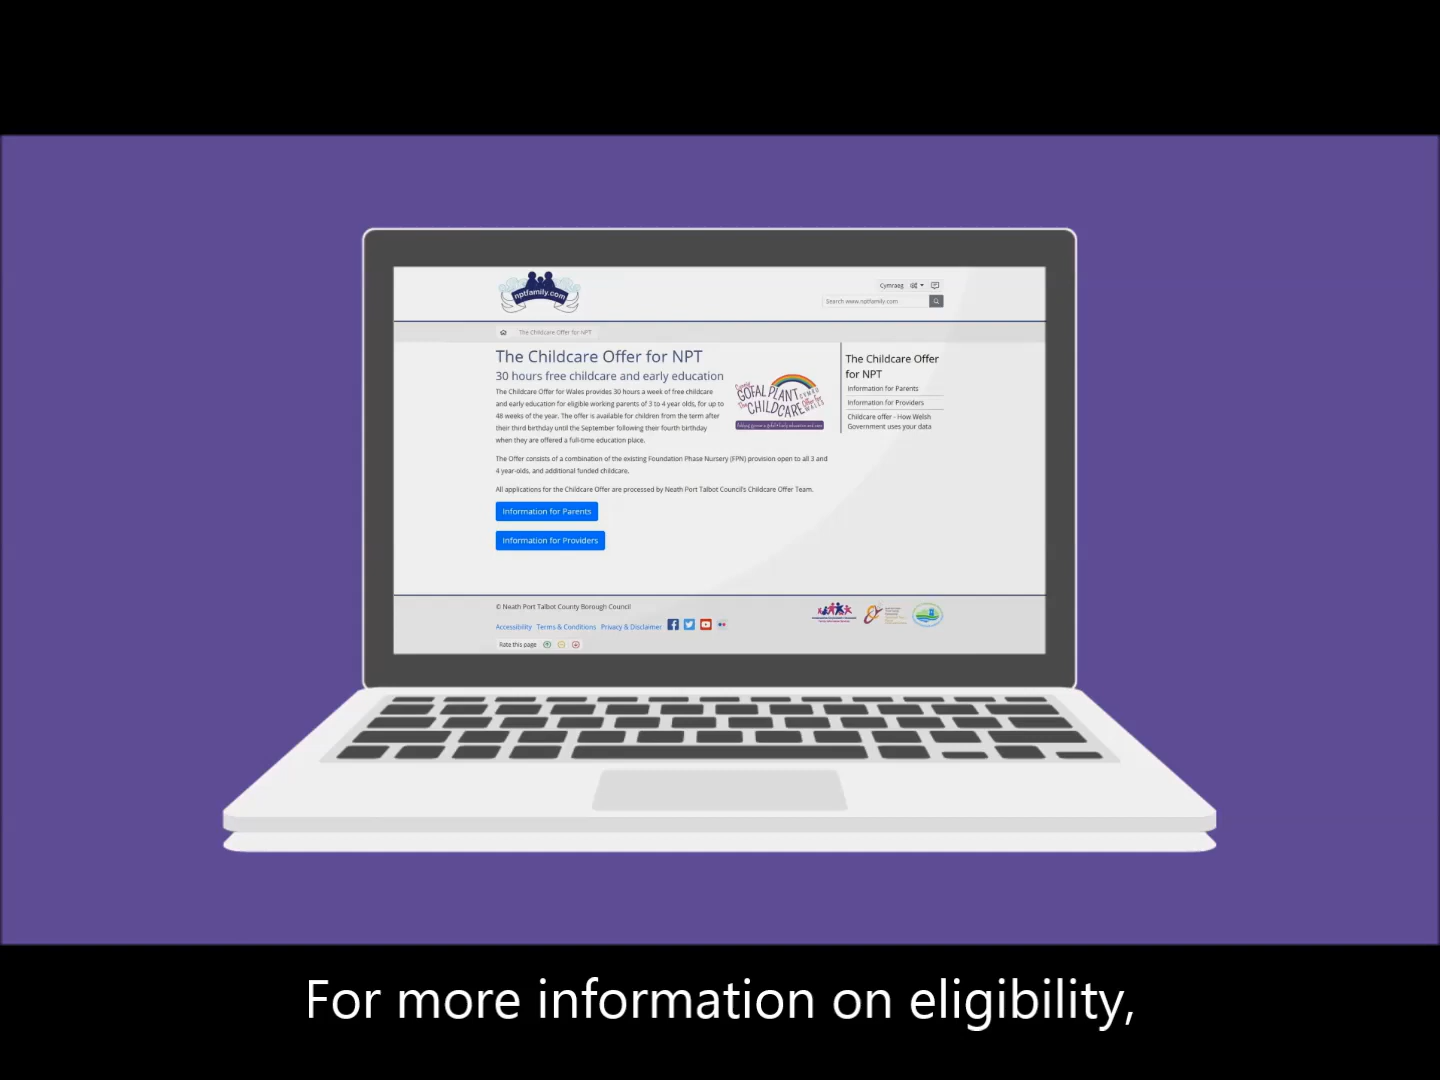 nptfamily.com
Cymraeg
Search www.nptfamily.com
The Childcare Offer for NPT
The Childcare Offer for NPT
30 hours free childcare and early education
The Childcare Offer for Wales provides 30 hours a week of free childcare
and early education for eligible working parents of 3 to 4 year olds, for up to
48 weeks of the year. The offer is available for children from the term after
their third birthday until the September following their fourth birthday
when they are offered a full-time education place.
GOFAL PLANT
CYMRU
The CHILDCARE Offer for
WALES
The Offer consists of a combination of the existing Foundation Phase Nursery (FPN) provision open to all 3 and
4 year-olds, and additional funded childcare.
All applications for the Childcare Offer are processed by Neath Port Talbot Council's Childcare Offer Team.
Information for Parents
Information for Providers
The Childcare Offer
for NPT
Information for Parents
Information for Providers
Childcare offer - How Welsh
Government uses your data
© Neath Port Talbot County Borough Council
Accessibility Terms & Conditions Privacy & Disclaimer
Rate this page
For more information on eligibility,